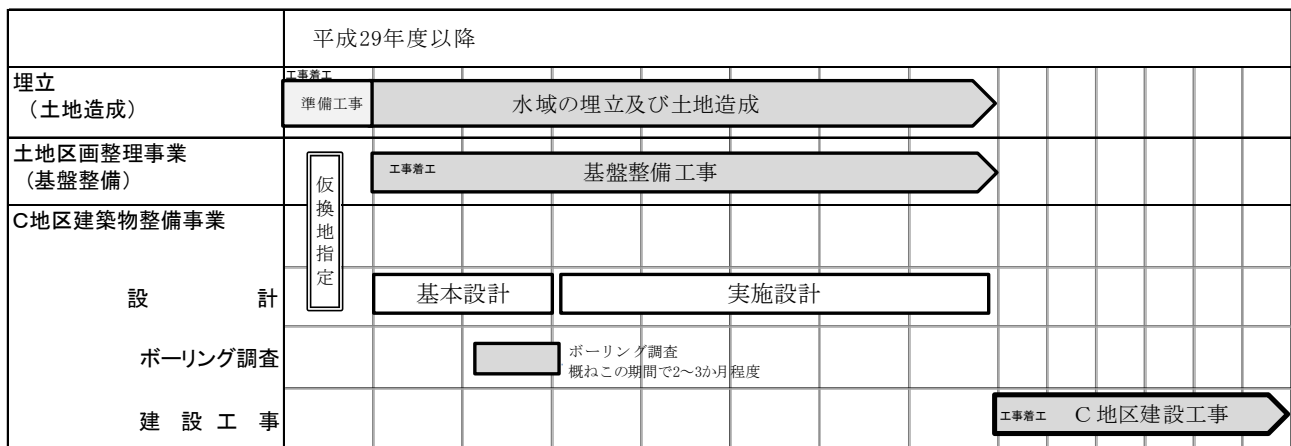 平成29年度以降
埋立
（土地造成）
工事着工
準備工事
水域の埋立及び土地造成
土地区画整理事業
（基盤整備）
仮換地指定
工事着工
基盤整備工事
C地区建築物整備事業
設 計
基本設計
実施設計
ボーリング調査
ボーリング調査
概ねこの期間で2～3か月程度
建 設 工 事
工事着工
C地区建設工事